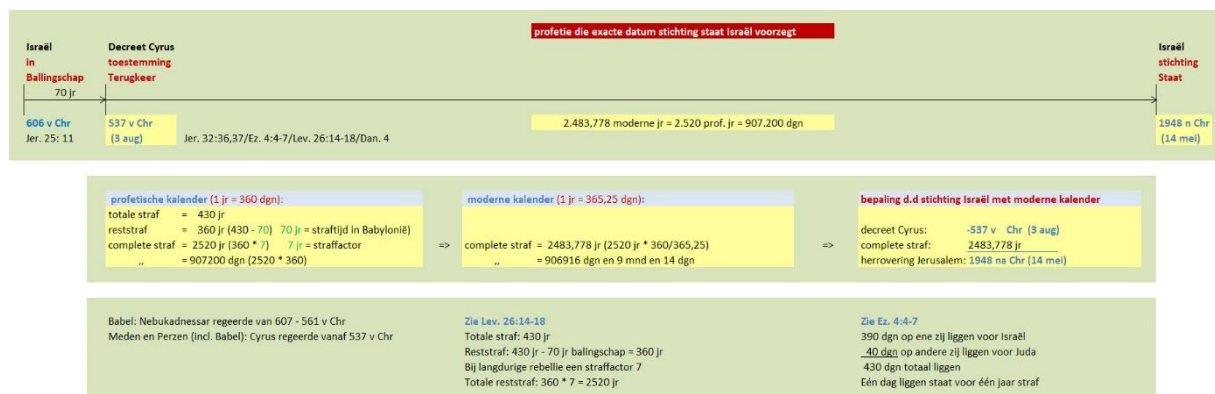 profetie die exacte datum stichting staat Israël voorzegt
Israël
in
Ballingschap
70 jr
Decreet Cyrus
toestemming
Terugkeer
Israël
stichting
Staat
606 v Chr
Jer. 25: 11
537 v Chr
(3 aug)
Jer. 32:36,37/Ez. 4:4-7/Lev. 26:14-18/Dan. 4
2.483,778 moderne jr = 2.520 prof. jr = 907.200 dgn
1948 n Chr
(14 mei)
profetische kalender (1 jr = 360 dgn):
totale straf = 430 jr
reststraf = 360 jr (430 - 70) 70 jr = straftijd in Babylonië)
complete straf = 2520 jr (360 * 7) 7 jr = straffactor
,, = 907200 dgn (2520 * 360)
=>
moderne kalender (1 jr = 365,25 dgn):
complete straf = 2483,778 jr (2520 jr * 360/365,25)
,, = 906916 dgn en 9 mnd en 14 dgn
=>
bepaling d.d stichting Israël met moderne kalender
decreet Cyrus: -537 v Chr (3 aug)
complete straf: 2483,778 jr
herrovering Jerusalem: 1948 na Chr (14 mei)
Babel: Nebukadnessar regeerde van 607 - 561 v Chr
Meden en Perzen (incl. Babel): Cyrus regeerde vanaf 537 v Chr
Zie Lev. 26:14-18
Totale straf: 430 jr
Reststraf: 430 jr - 70 jr ballingschap = 360 jr
Bij langdurige rebellie een straffactor 7
Totale reststraf: 360 * 7 = 2520 jr
Zie Ez. 4:4-7
390 dgn op ene zij liggen voor Israël
40 dgn op andere zij liggen voor Juda
430 dgn totaal liggen
Eén dag liggen staat voor één jaar straf